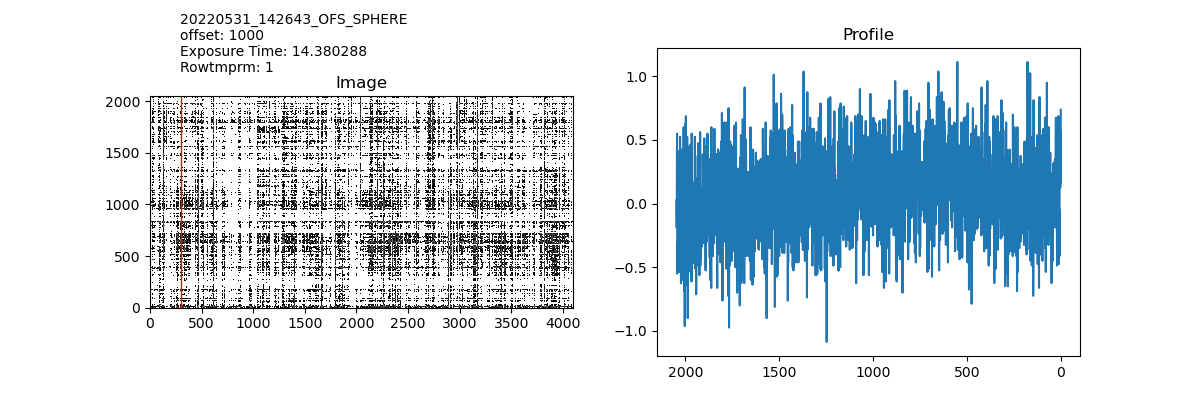 20220531_142643_OFS_SPHERE
offset: 1000
Exposure Time: 14.380288
Rowtmprm: 1
Image
2000
1500
1000
500
0
0 500 1000 1500 2000 2500 3000 3500 4000
Profile
1.0
0.5
0.0
−0.5
−1.0
2000 1500 1000 500 0